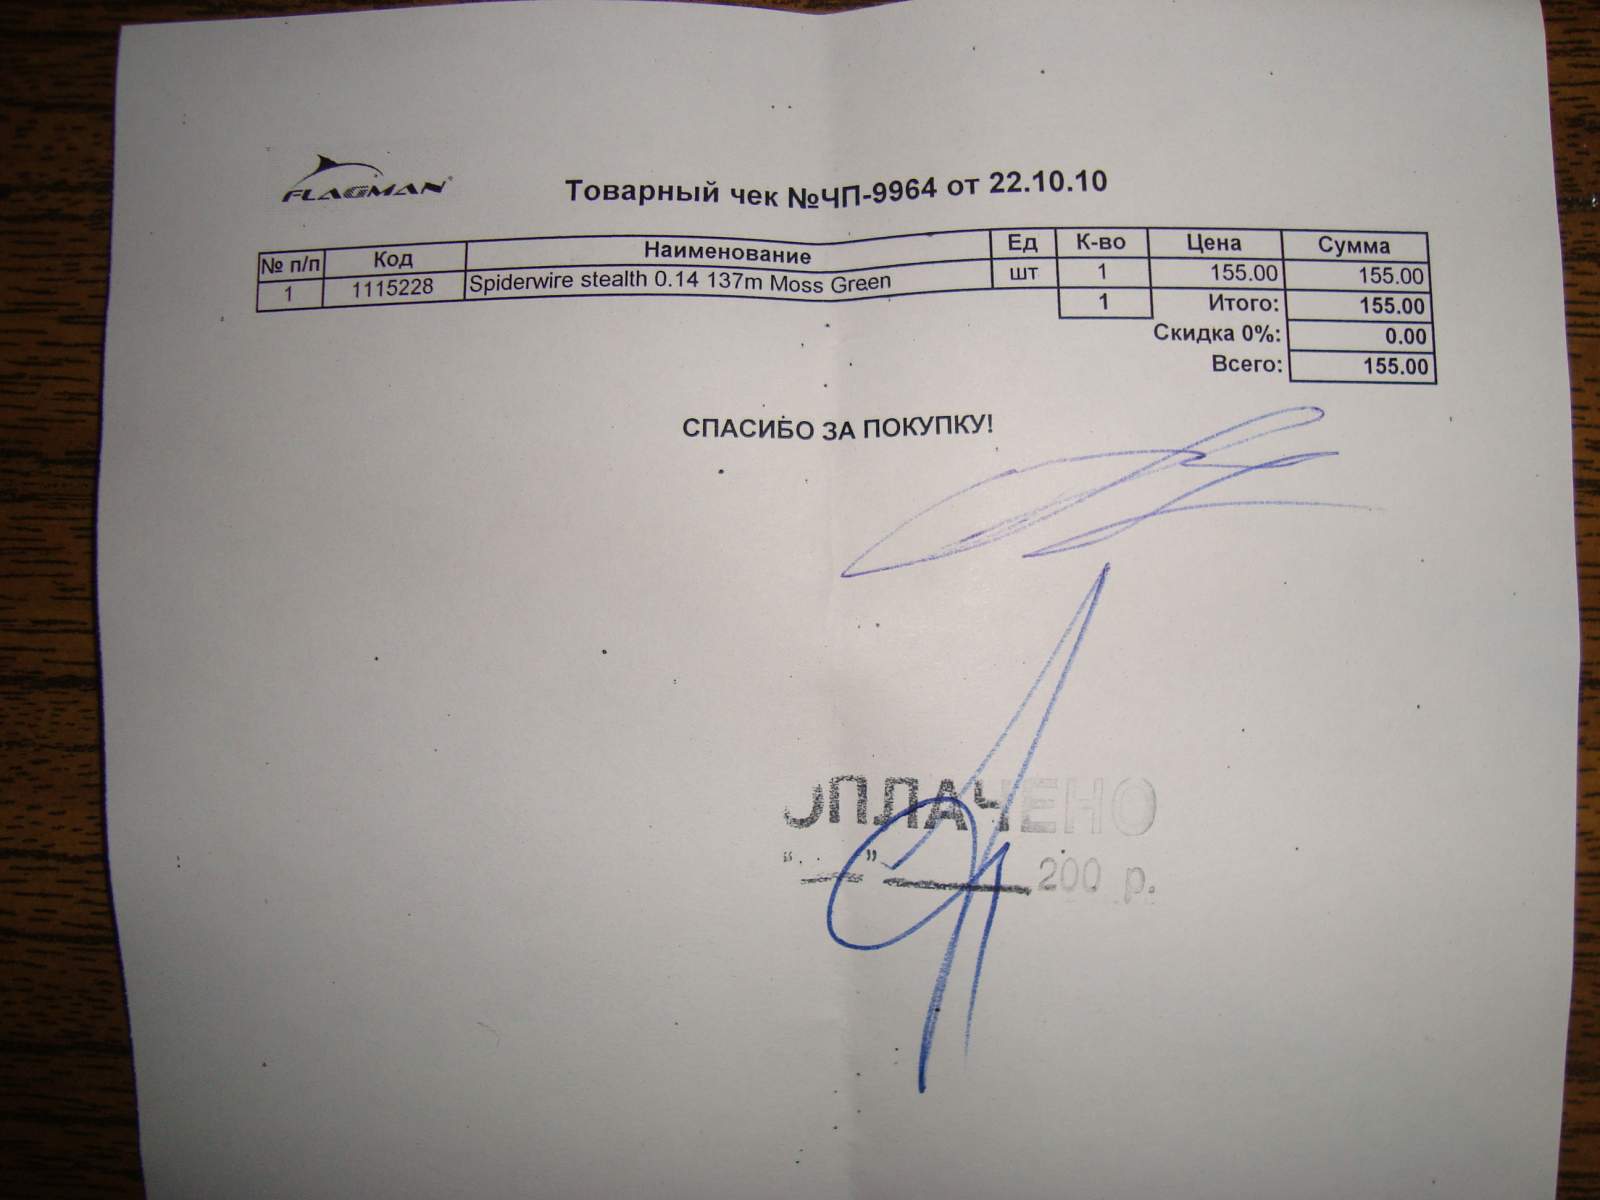 FLAGMAN®
Товарный чек №ЧП-9964 от 22.10.10
№ п/п Код Наименование Ед К-во Цена Сумма
1 1115228 Spiderwire stealth 0.14 137m Moss Green шт 1 155.00 155.00
1 Итого: 155.00
Скидка 0%: 0.00
Всего: 155.00
СПАСИБО ЗА ПОКУПКУ!
ОПЛАЧЕНО
"___" ______ 200 р.